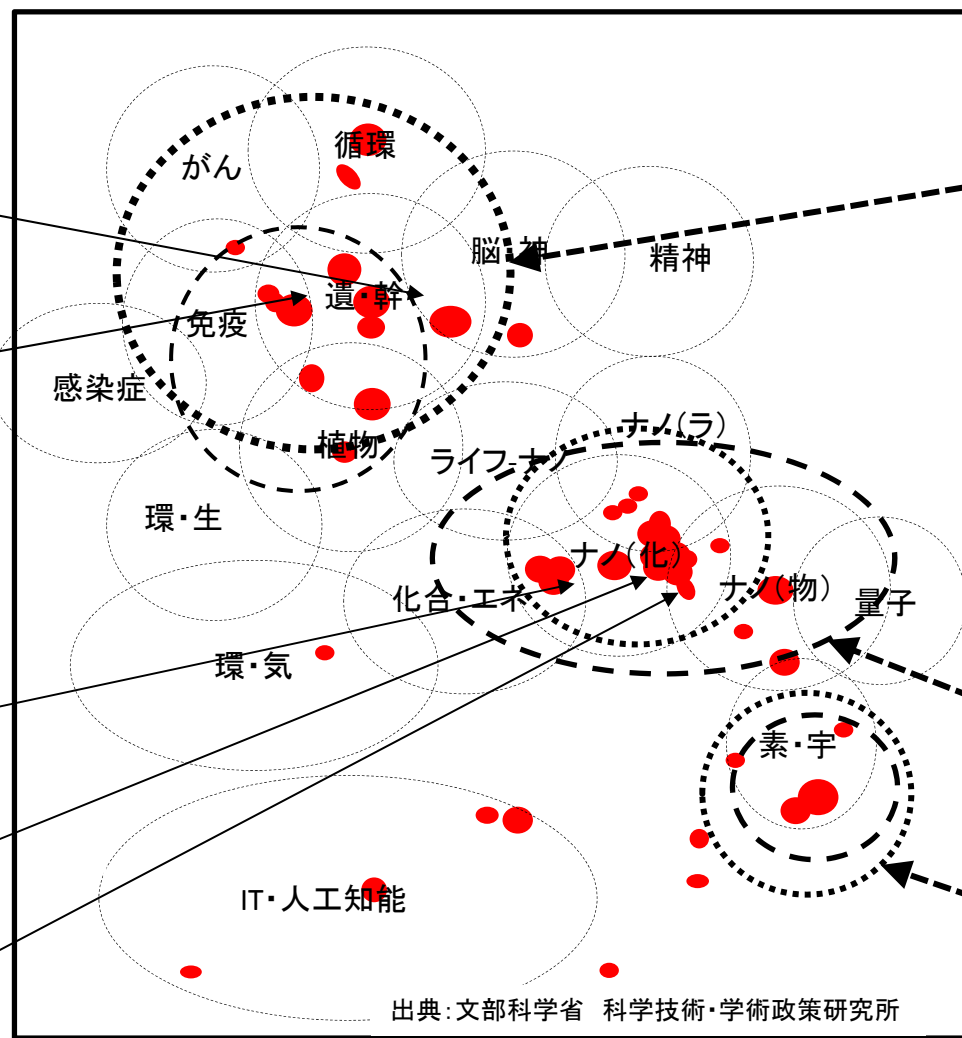 循環
がん
脳・神
精神
遺・幹
免疫
感染症
ナノ(ラ)
植物
ライフ-ナノ
環・生
ナノ(化)
ナノ(物)
化合・エネ
量子
環・気
素・宇
IT・人工知能
出典:文部科学省 科学技術・学術政策研究所